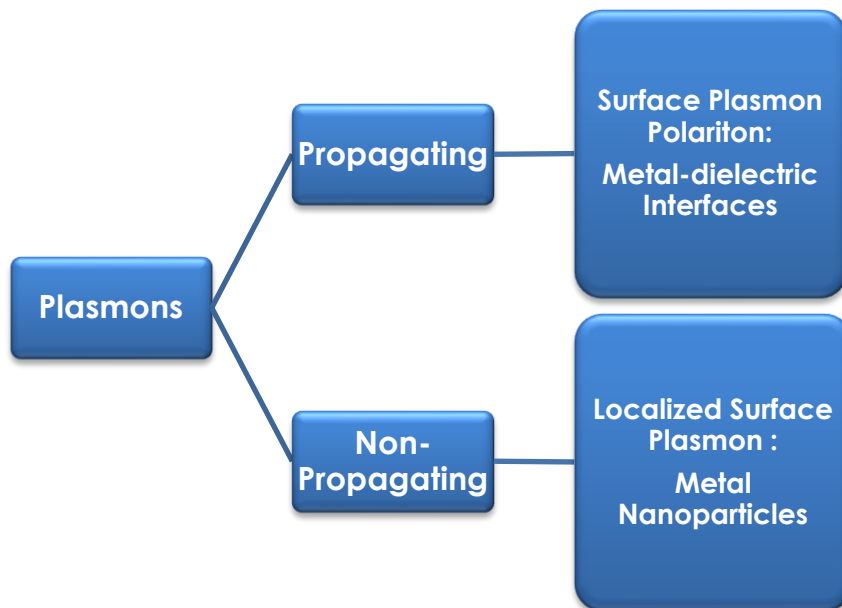 Plasmons
Propagating
Surface Plasmon
Polariton:
Metal-dielectric
Interfaces
Non-
Propagating
Localized Surface
Plasmon :
Metal
Nanoparticles